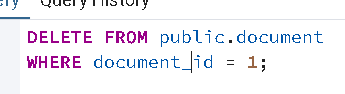 Query History
DELETE FROM public.document
WHERE document_id = 1;